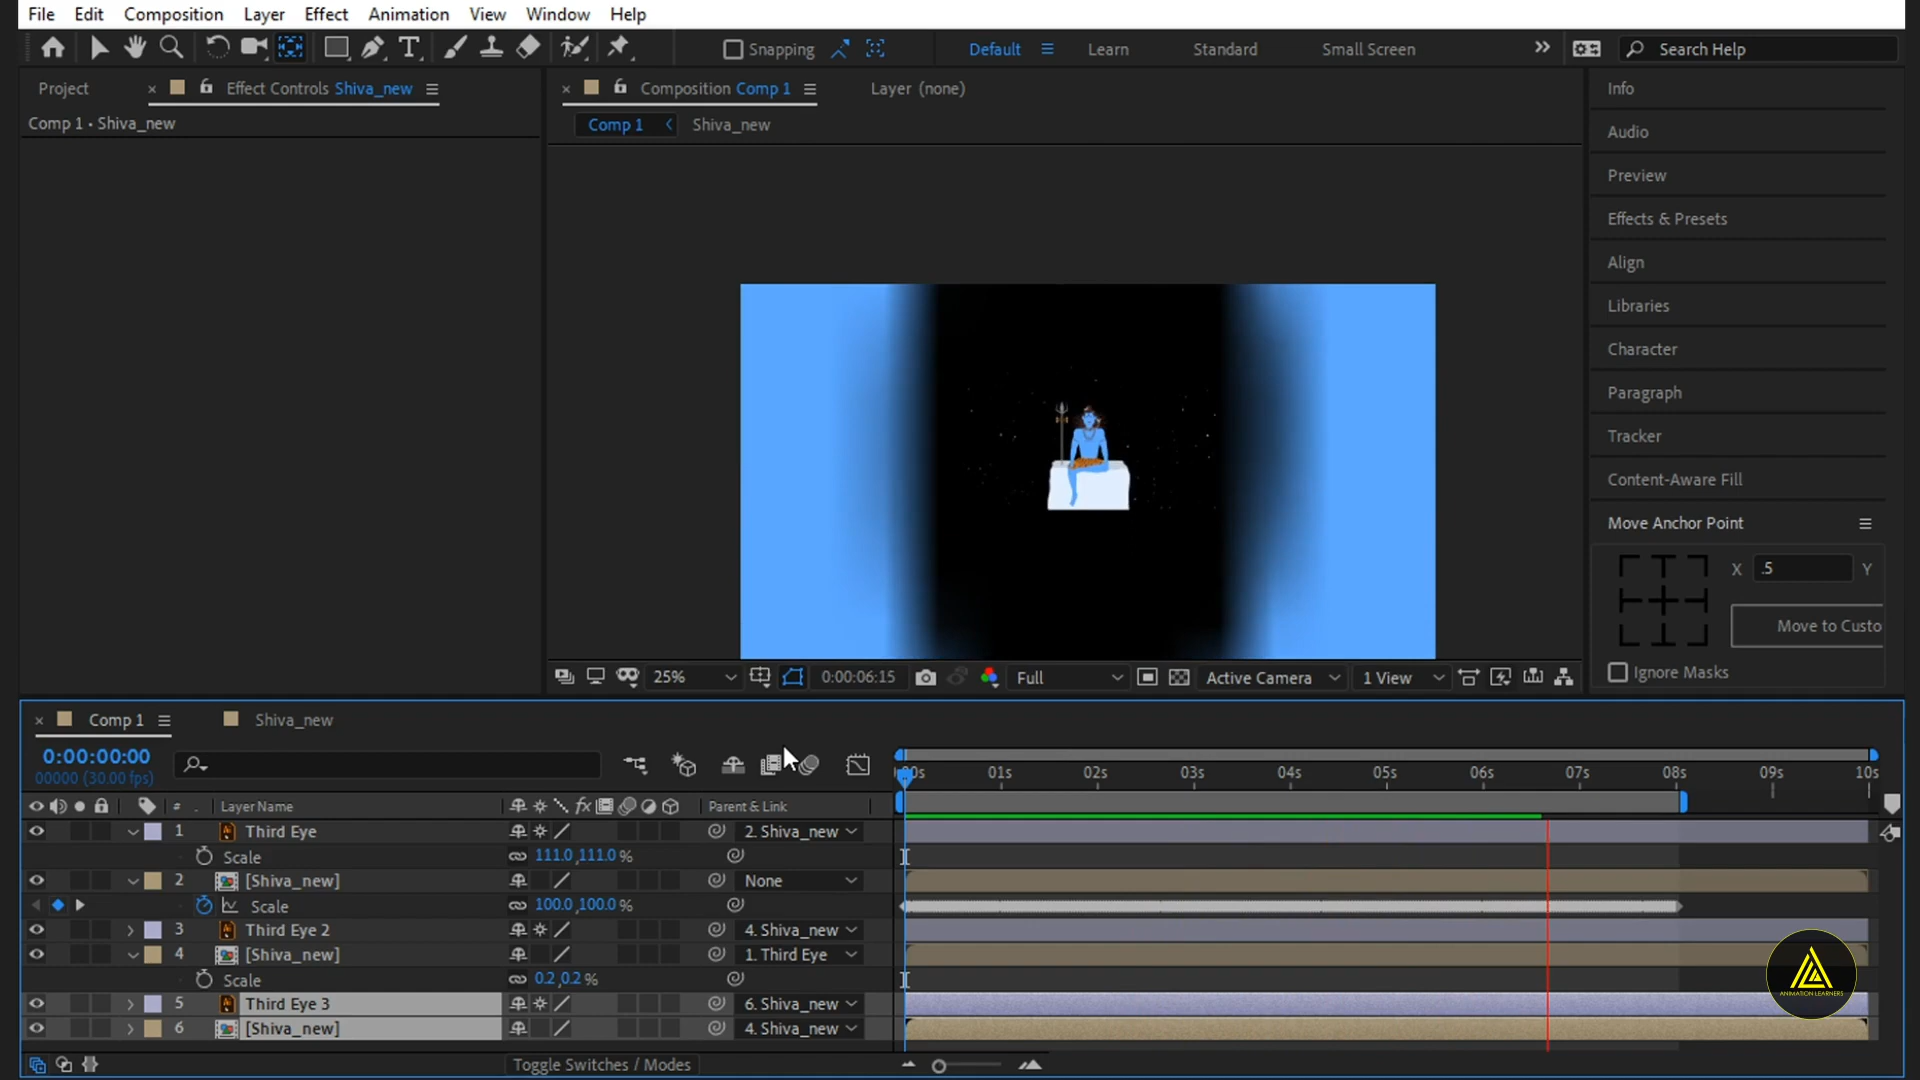 File Edit Composition Layer Effect Animation View Window Help
Snapping Default Learn Standard Small Screen Search Help
Project Effect Controls Shiva_new Composition Comp 1 Layer (none) Info
Comp 1 • Shiva_new Comp 1 Shiva_new
Audio
Preview
Effects & Presets
Align
Libraries
Character
Paragraph
Tracker
Content-Aware Fill
Move Anchor Point
X .5 Y
Move to Custo
Ignore Masks
25% 0:00:06:15 Full Active Camera 1 View
Comp 1 Shiva_new
0:00:00:00
00000 (30.00 fps)
00s 01s 02s 03s 04s 05s 06s 07s 08s 09s 10s
# . Layer Name fx Parent & Link
1 Third Eye 2. Shiva_new
Scale 111.0,111.0 %
2 [Shiva_new] None
Scale 100.0,100.0 %
3 Third Eye 2 4. Shiva_new
4 [Shiva_new] 1. Third Eye
Scale 0.2,0.2 %
5 Third Eye 3 6. Shiva_new
6 [Shiva_new] 4. Shiva_new
Toggle Switches / Modes
ANIMATION LEARNERS